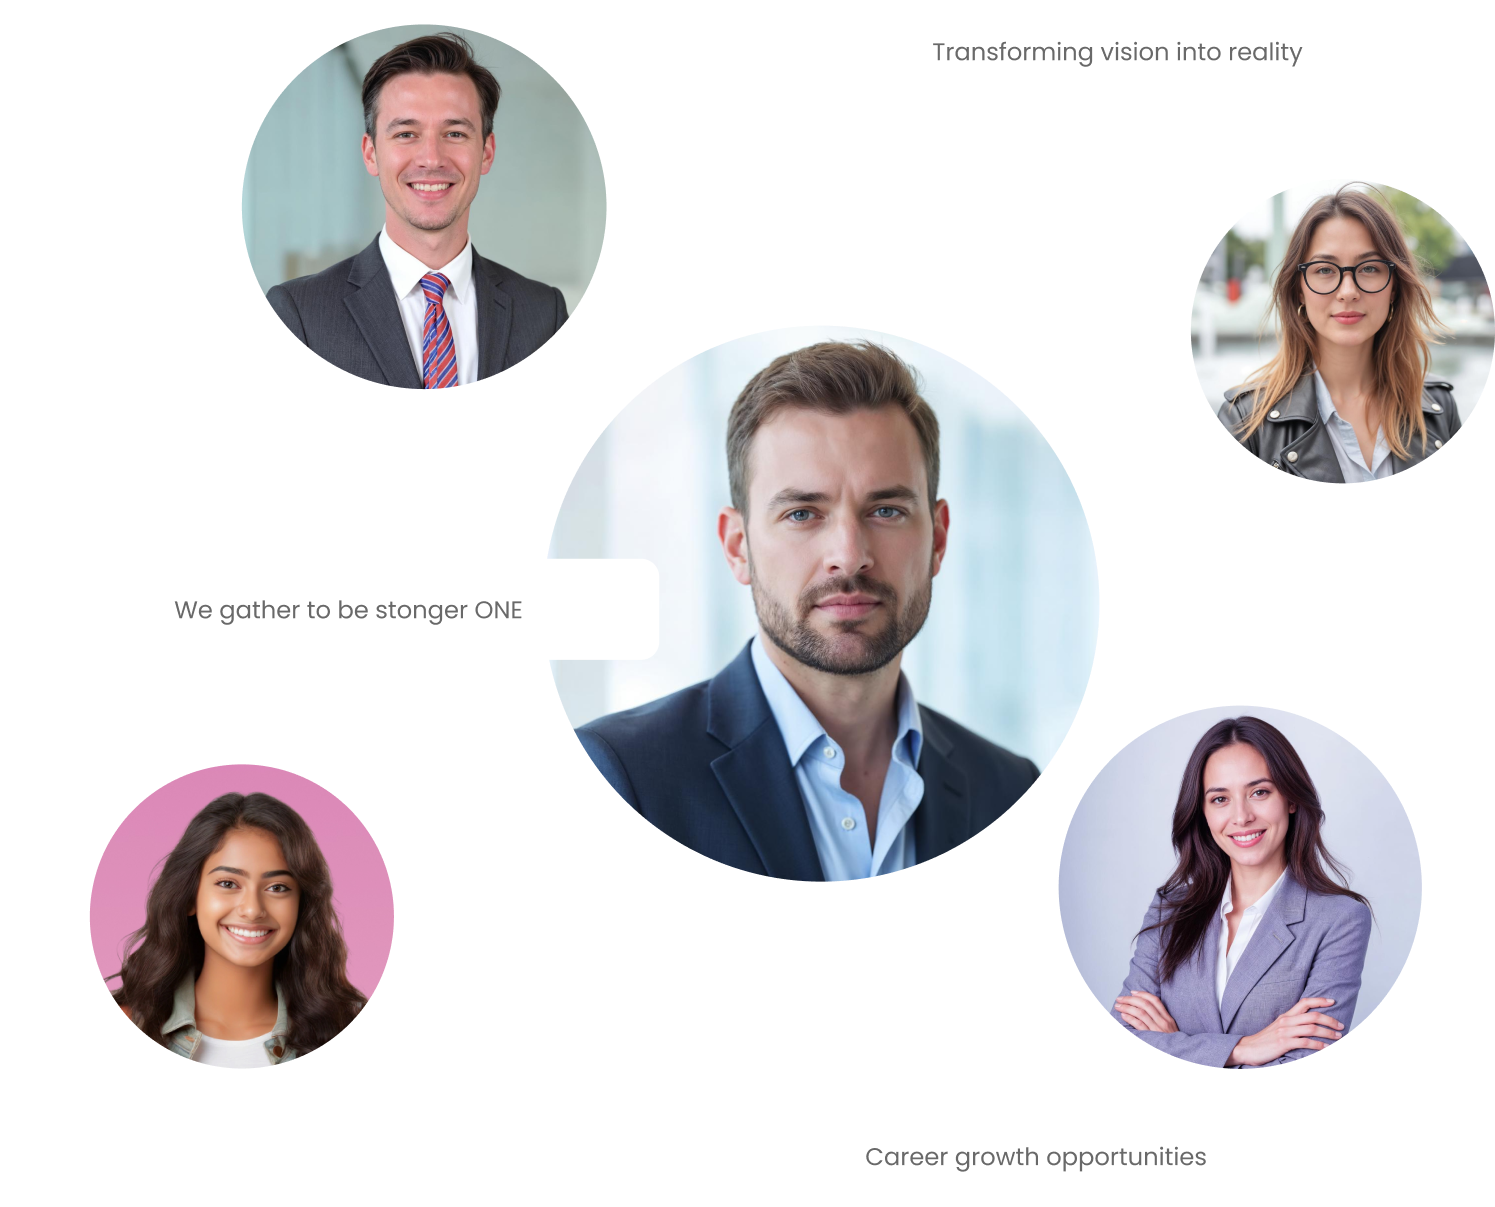 Transforming vision into reality
We gather to be stonger ONE
Career growth opportunities